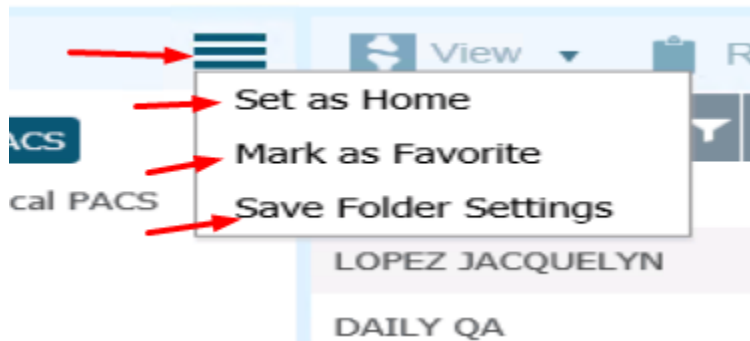 View
R
Set as Home
ACS
Mark as Favorite
cal PACS
Save Folder Settings
LOPEZ JACQUELYN
DAILY QA